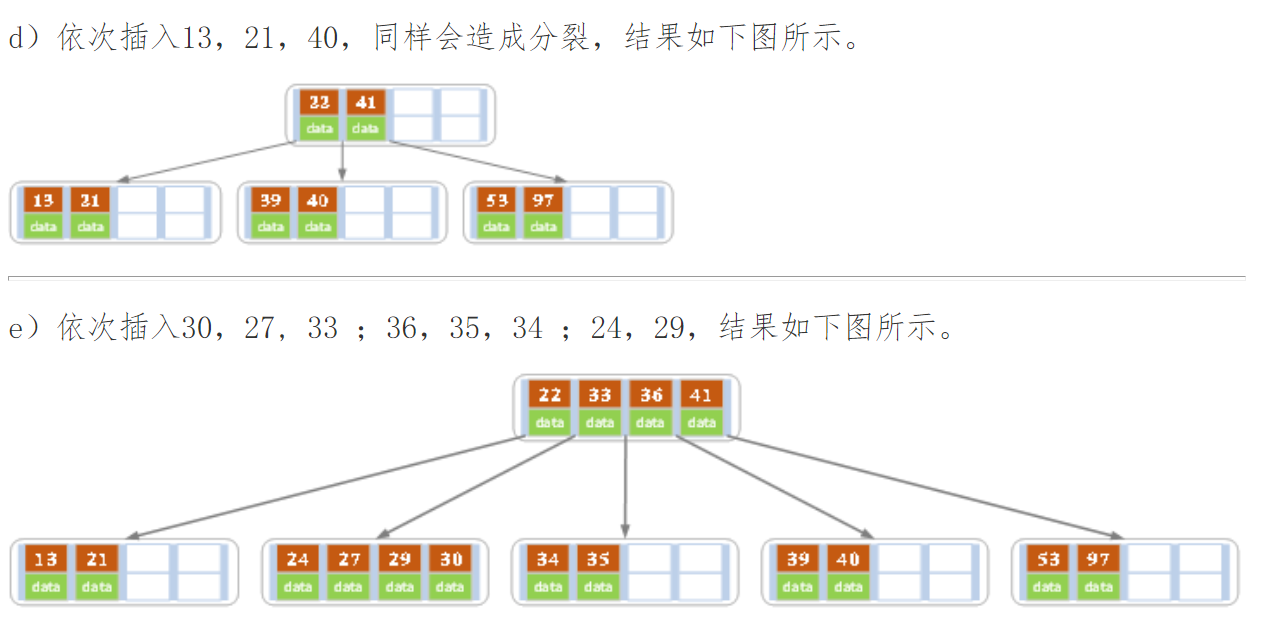 d）依次插入13，21，40，同样会造成分裂，结果如下图所示。
22 41
data data
13 21 39 40 53 97
data data data data data data
e）依次插入30，27，33 ；36，35，34 ；24，29，结果如下图所示。
22 33 36 41
data data data data
13 21 24 27 29 30 34 35 39 40 53 97
data data data data data data data data data data data data